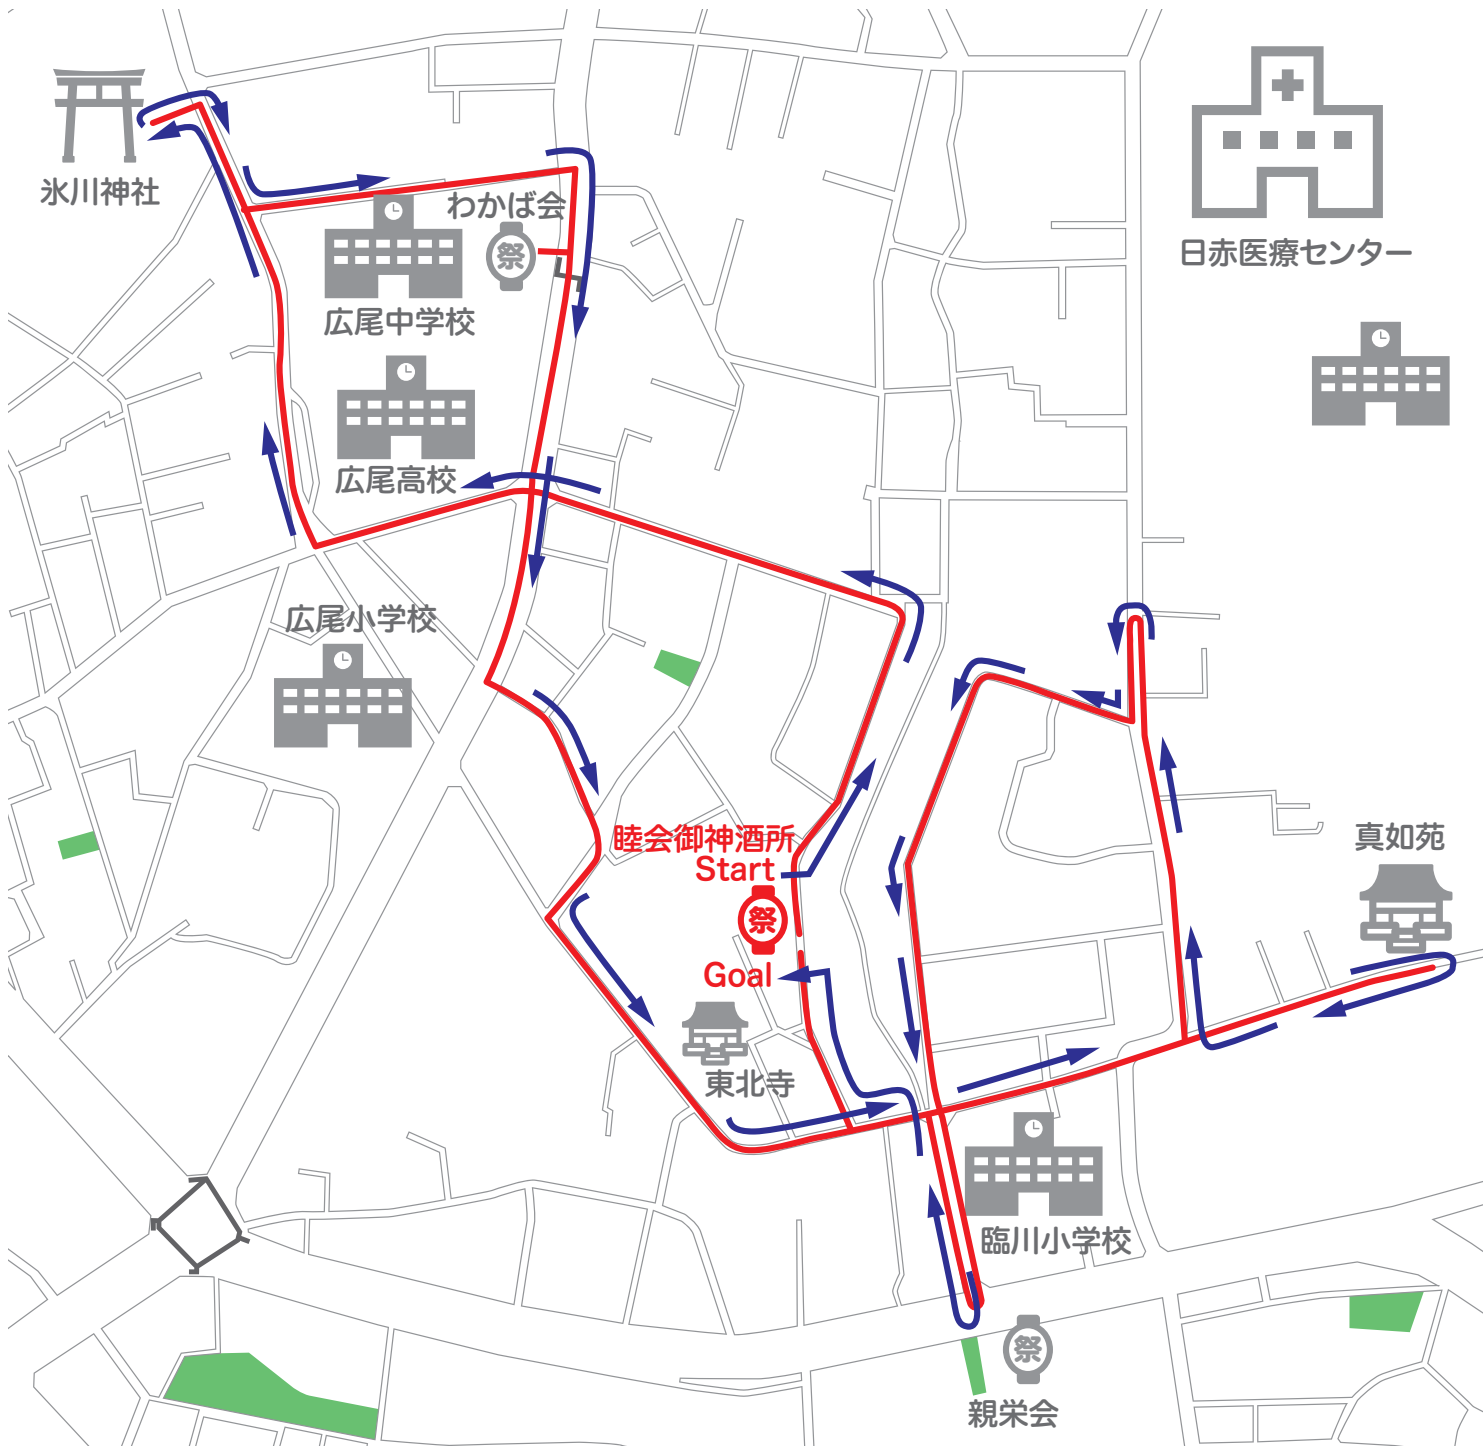 氷川神社
わかば会
祭
日赤医療センター
広尾中学校
広尾高校
広尾小学校
睦会御神酒所
Start
祭
Goal
真如苑
東北寺
臨川小学校
祭
親栄会